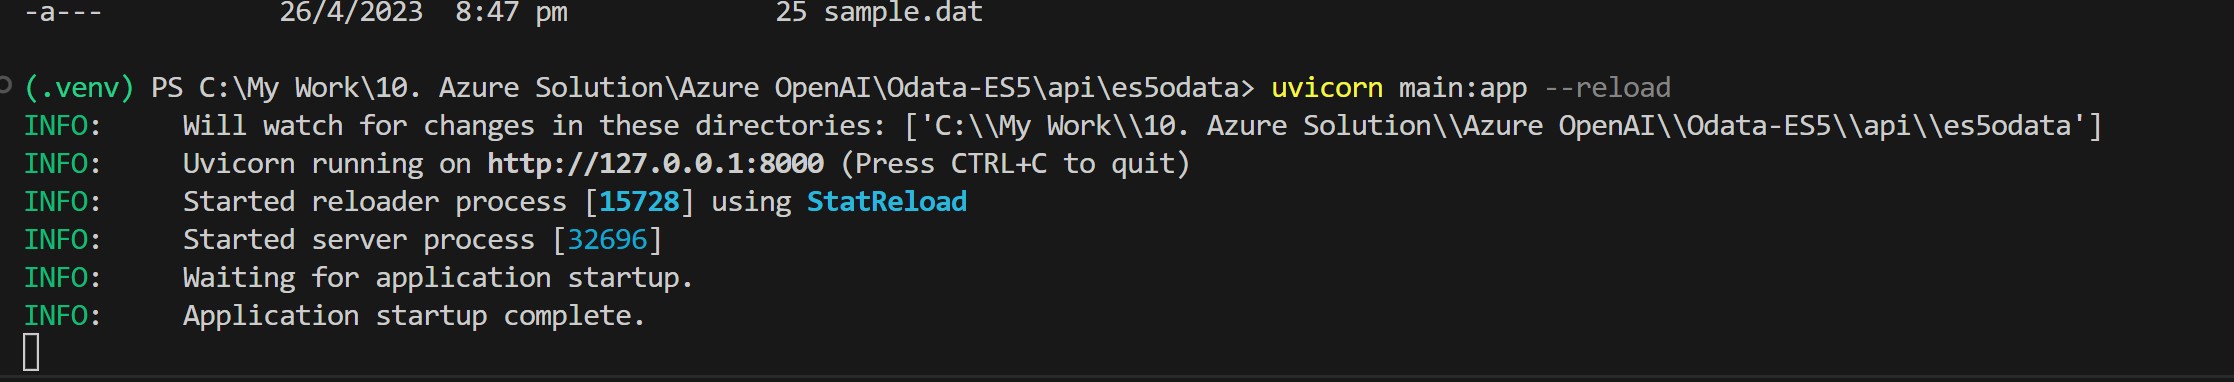 -a---          26/4/2023  8:47 pm             25 sample.dat
(.venv) PS C:\My Work\10. Azure Solution\Azure OpenAI\Odata-ES5\api\es5odata> uvicorn main:app --reload
INFO:     Will watch for changes in these directories: ['C:\\My Work\\10. Azure Solution\\Azure OpenAI\\Odata-ES5\\api\\es5odata']
INFO:     Uvicorn running on http://127.0.0.1:8000 (Press CTRL+C to quit)
INFO:     Started reloader process [15728] using StatReload
INFO:     Started server process [32696]
INFO:     Waiting for application startup.
INFO:     Application startup complete.